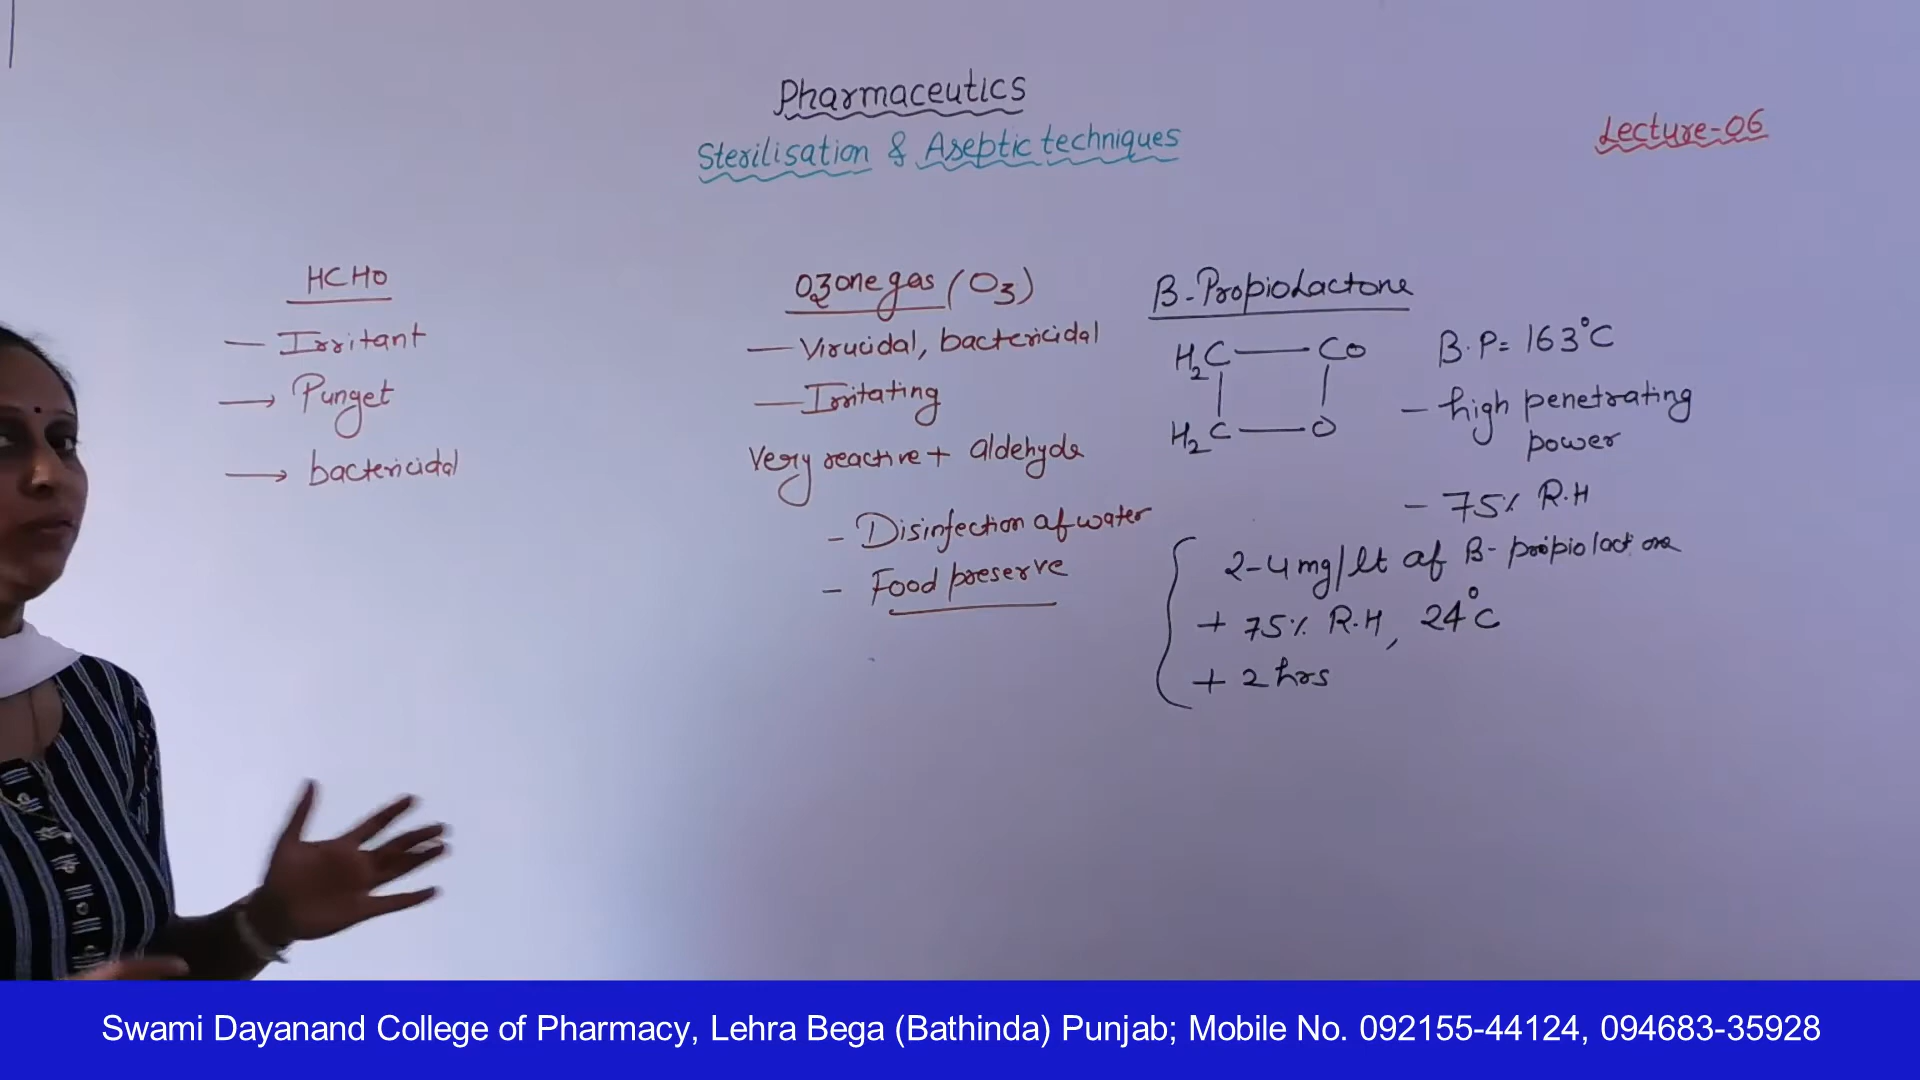 Pharmaceutics
Sterilisation & Aseptic techniques
Lecture-06
HCHO
— Irritant
→ Punget
→ bactericidal
Ozone gas (O3)
— Virucidal, bactericidal
— Irritating
Very reactive + aldehyde
- Disinfection of water
- Food preserve
B-PropioLactone
H2C — CO
H2C — O
B.P = 163°C
- high penetrating
power
- 75% R.H
2-4 mg/lt of B-propiolactone
+ 75% R.H, 24°C
+ 2 hrs
Swami Dayanand College of Pharmacy, Lehra Bega (Bathinda) Punjab; Mobile No. 092155-44124, 094683-35928